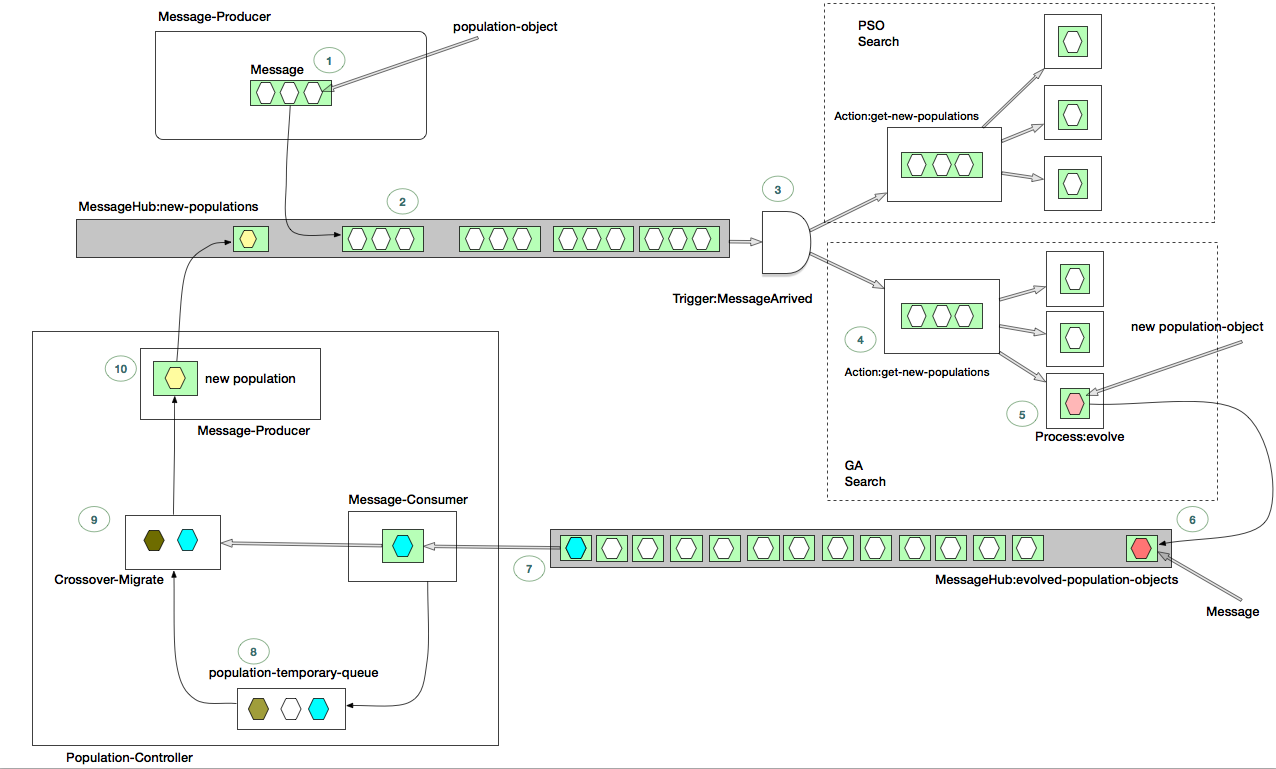 Message-Producer
population-object
1
Message
PSO
Search
Action:get-new-populations
3
2
MessageHub:new-populations
Trigger:MessageArrived
new population-object
4
Action:get-new-populations
10
new population
5
Message-Producer
Process:evolve
GA
Search
Message-Consumer
9
6
7
Crossover-Migrate
MessageHub:evolved-population-objects
Message
8
population-temporary-queue
Population-Controller